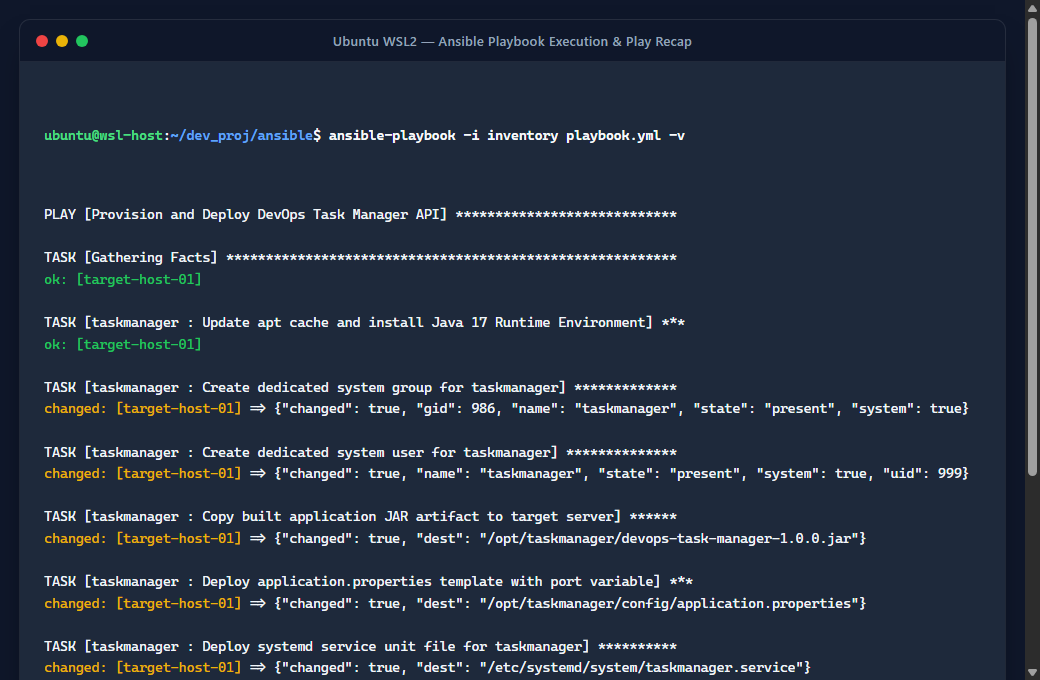 Ubuntu WSL2 — Ansible Playbook Execution & Play Recap
ubuntu@wsl-host:~/dev_proj/ansible$ ansible-playbook -i inventory playbook.yml -v
PLAY [Provision and Deploy DevOps Task Manager API] ****************************
TASK [Gathering Facts] *********************************************************
ok: [target-host-01]
TASK [taskmanager : Update apt cache and install Java 17 Runtime Environment] ***
ok: [target-host-01]
TASK [taskmanager : Create dedicated system group for taskmanager] *************
changed: [target-host-01] => {"changed": true, "gid": 986, "name": "taskmanager", "state": "present", "system": true}
TASK [taskmanager : Create dedicated system user for taskmanager] **************
changed: [target-host-01] => {"changed": true, "name": "taskmanager", "state": "present", "system": true, "uid": 999}
TASK [taskmanager : Copy built application JAR artifact to target server] ******
changed: [target-host-01] => {"changed": true, "dest": "/opt/taskmanager/devops-task-manager-1.0.0.jar"}
TASK [taskmanager : Deploy application.properties template with port variable] ***
changed: [target-host-01] => {"changed": true, "dest": "/opt/taskmanager/config/application.properties"}
TASK [taskmanager : Deploy systemd service unit file for taskmanager] **********
changed: [target-host-01] => {"changed": true, "dest": "/etc/systemd/system/taskmanager.service"}